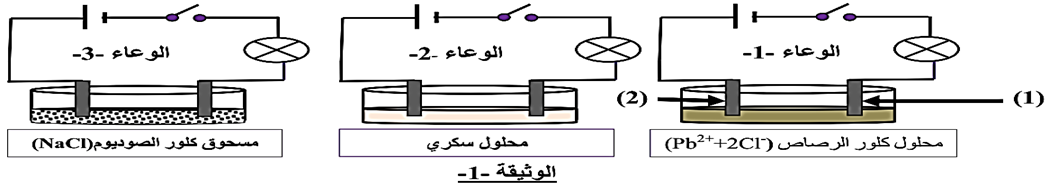 الوعاء -1-
(1)
(2)
محلول كلور الرصاص (Pb²⁺+2Cl⁻)
الوعاء -2-
محلول سكري
الوعاء -3-
مسحوق كلور الصوديوم(NaCl)
الوثيقة -1-